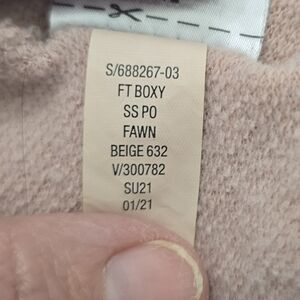 S/688267-03
FT BOXY
SS PO
FAWN
BEIGE 632
V/300782
SU21
01/21